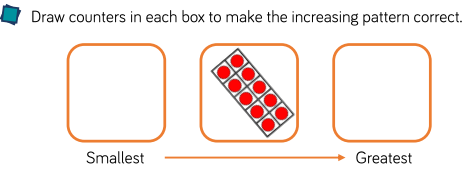 Draw counters in each box to make the increasing pattern correct.
Smallest Greatest